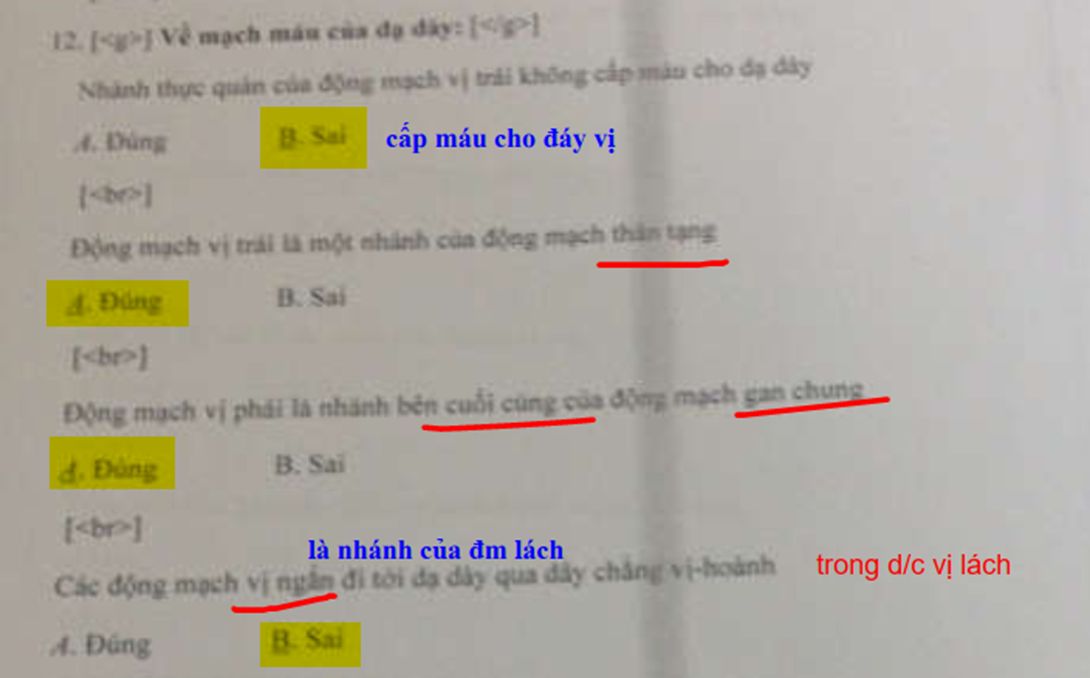 12. [<g>] Về mạch máu của dạ dày: [</g>]
Nhánh thực quản của động mạch vị trái không cấp máu cho dạ dày
A. Đúng B. Sai cấp máu cho đáy vị
[<br>]
Động mạch vị trái là một nhánh của động mạch thân tạng
A. Đúng B. Sai
[<br>]
Động mạch vị phải là nhánh bên cuối cùng của động mạch gan chung
A. Đúng B. Sai
[<br>]
là nhánh của đm lách
Các động mạch vị ngắn đi tới dạ dày qua dây chằng vị-hoành trong d/c vị lách
A. Đúng B. Sai